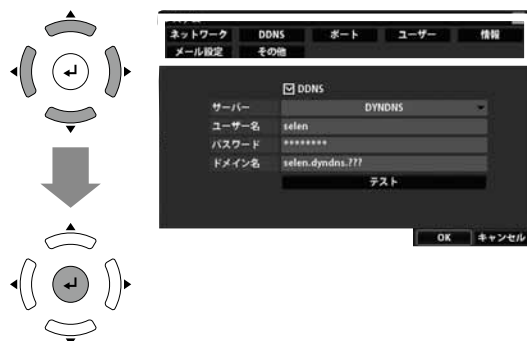 ネットワーク DDNS ポート ユーザー 情報
メール設定 その他
DDNS
サーバー DYNDNS
ユーザー名 selen
パスワード ********
ドメイン名 selen.dyndns.???
テスト
OK キャンセル